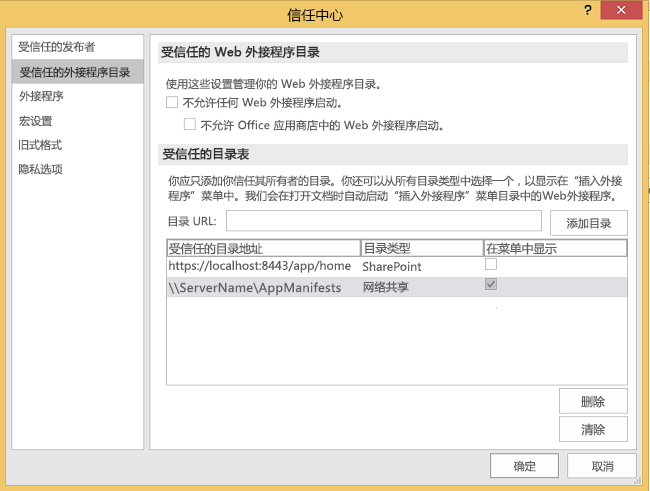 信任中心
?
受信任的发布者
受信任的外接程序目录
外接程序
宏设置
旧式格式
隐私选项
受信任的 Web 外接程序目录
使用这些设置管理你的 Web 外接程序目录。
不允许任何 Web 外接程序启动。
不允许 Office 应用商店中的 Web 外接程序启动。
受信任的目录表
你应只添加你信任其所有者的目录。你还可以从所有目录类型中选择一个，以显示在“插入外接
程序”菜单中。我们会在打开文档时自动启动“插入外接程序”菜单目录中的Web外接程序。
目录 URL:
添加目录
受信任的目录地址 目录类型 在菜单中显示
https://localhost:8443/app/home SharePoint
\\ServerName\AppManifests 网络共享
删除
清除
确定 取消